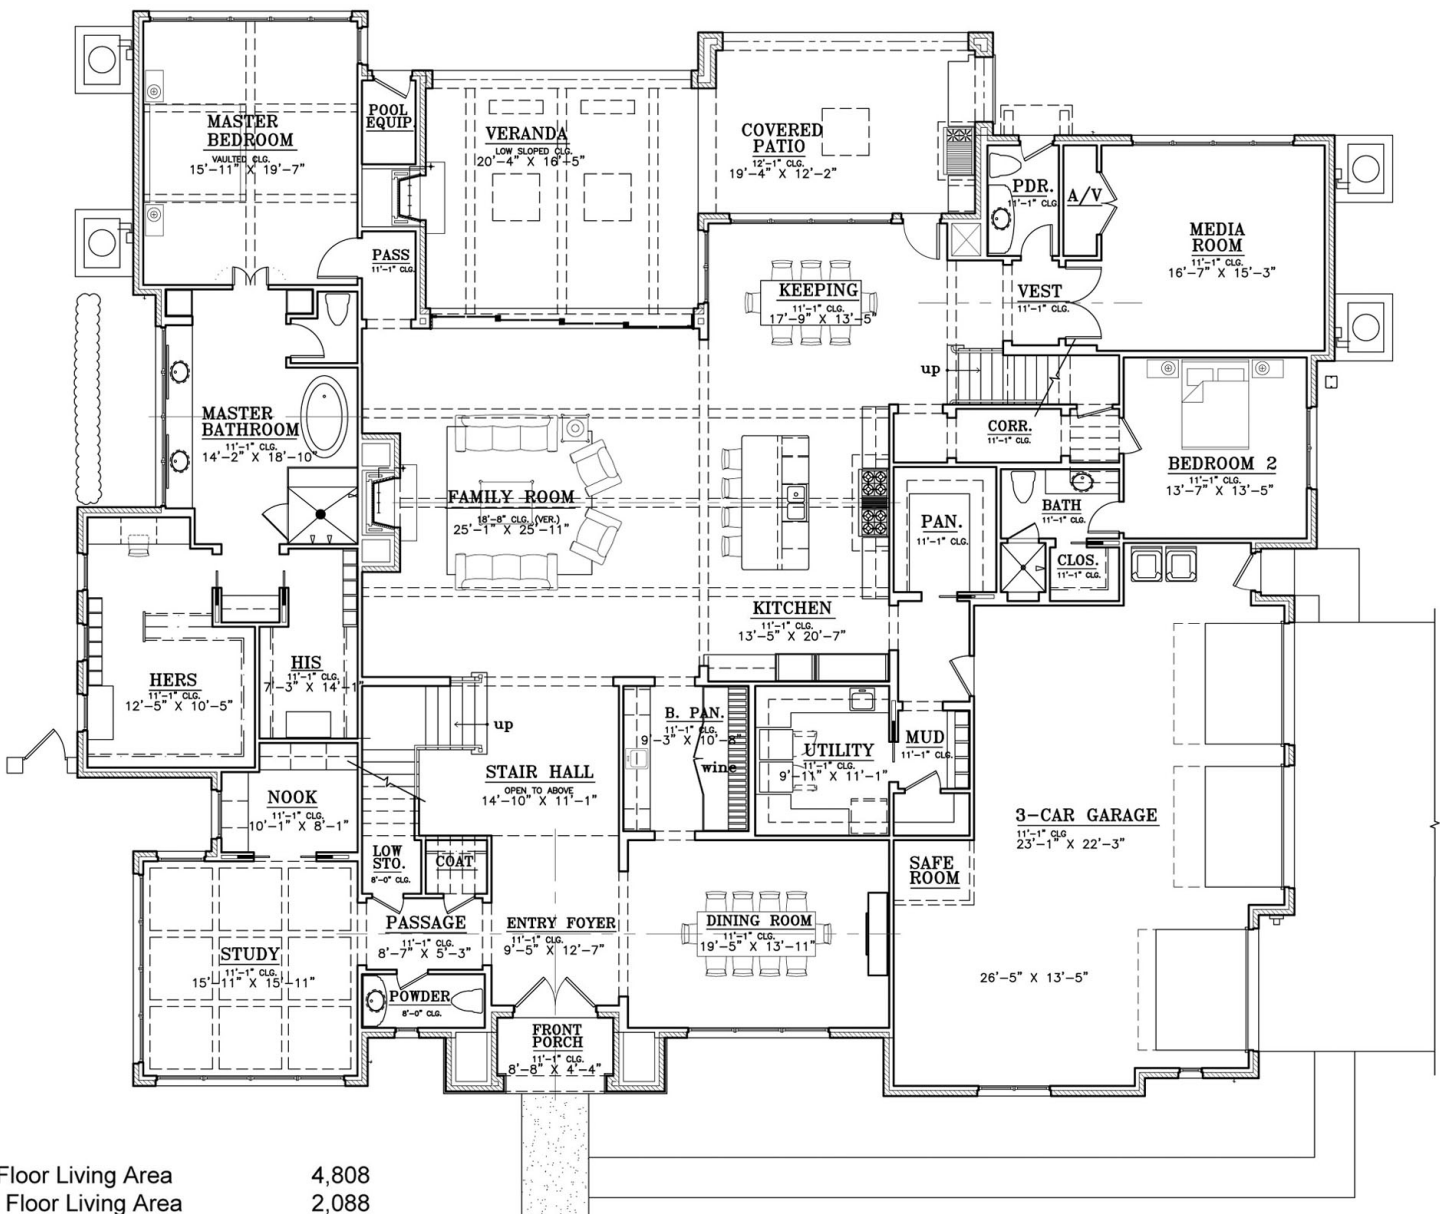 MASTER
BEDROOM
VAULTED CLG.
15'-11" X 19'-7"
POOL
EQUIP.
VERANDA
LOW SLOPED CLG.
20'-4" X 16'-5"
COVERED
PATIO
12'-1" CLG.
19'-4" X 12'-2"
PDR.
11'-1" CLG.
A/V
MEDIA
ROOM
11'-1" CLG.
16'-7" X 15'-3"
PASS
11'-1" CLG.
KEEPING
11'-1" CLG.
17'-9" X 13'-5"
VEST
11'-1" CLG.
up
MASTER
BATHROOM
11'-1" CLG.
14'-2" X 18'-10"
CORR.
11'-1" CLG.
BEDROOM 2
11'-1" CLG.
13'-7" X 13'-5"
FAMILY ROOM
18'-8" CLG. (VER.)
25'-1" X 25'-11"
PAN.
11'-1" CLG.
BATH
11'-1" CLG.
CLOS.
11'-1" CLG.
KITCHEN
11'-1" CLG.
13'-5" X 20'-7"
HERS
11'-1" CLG.
12'-5" X 10'-5"
HIS
11'-1" CLG.
7'-3" X 14'-1"
up
B. PAN.
11'-1" CLG.
9'-3" X 10'-8"
wine
UTILITY
11'-1" CLG.
9'-11" X 11'-1"
MUD
11'-1" CLG.
STAIR HALL
OPEN TO ABOVE
14'-10" X 11'-1"
NOOK
11'-1" CLG.
10'-1" X 8'-1"
3-CAR GARAGE
11'-1" CLG
23'-1" X 22'-3"
LOW
STO.
8'-0" CLG.
COAT
SAFE
ROOM
PASSAGE
11'-1" CLG.
8'-7" X 5'-3"
ENTRY FOYER
11'-1" CLG.
9'-5" X 12'-7"
DINING ROOM
11'-1" CLG.
19'-5" X 13'-11"
STUDY
11'-1" CLG.
15'-11" X 15'-11"
26'-5" X 13'-5"
POWDER
8'-0" CLG.
FRONT
PORCH
11'-1" CLG.
8'-8" X 4'-4"
Floor Living Area 4,808
Floor Living Area 2,088